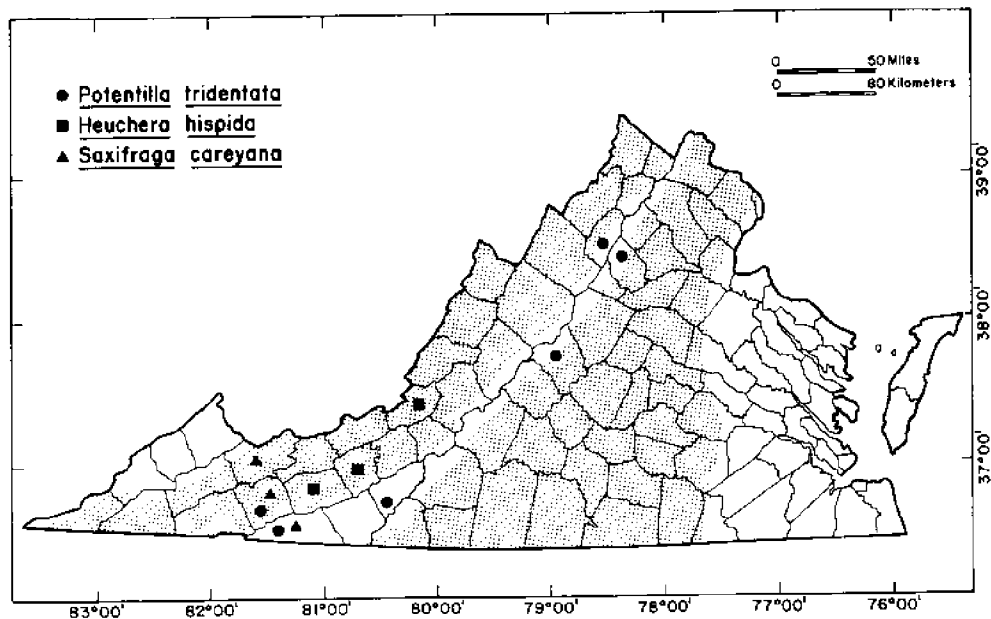 0 50 Miles
0 80 Kilometers
● Potentilla tridentata
■ Heuchera hispida
▲ Saxifraga careyana
39°00'
38°00'
37°00'
83°00' 82°00' 81°00' 80°00' 79°00' 78°00' 77°00' 76°00'